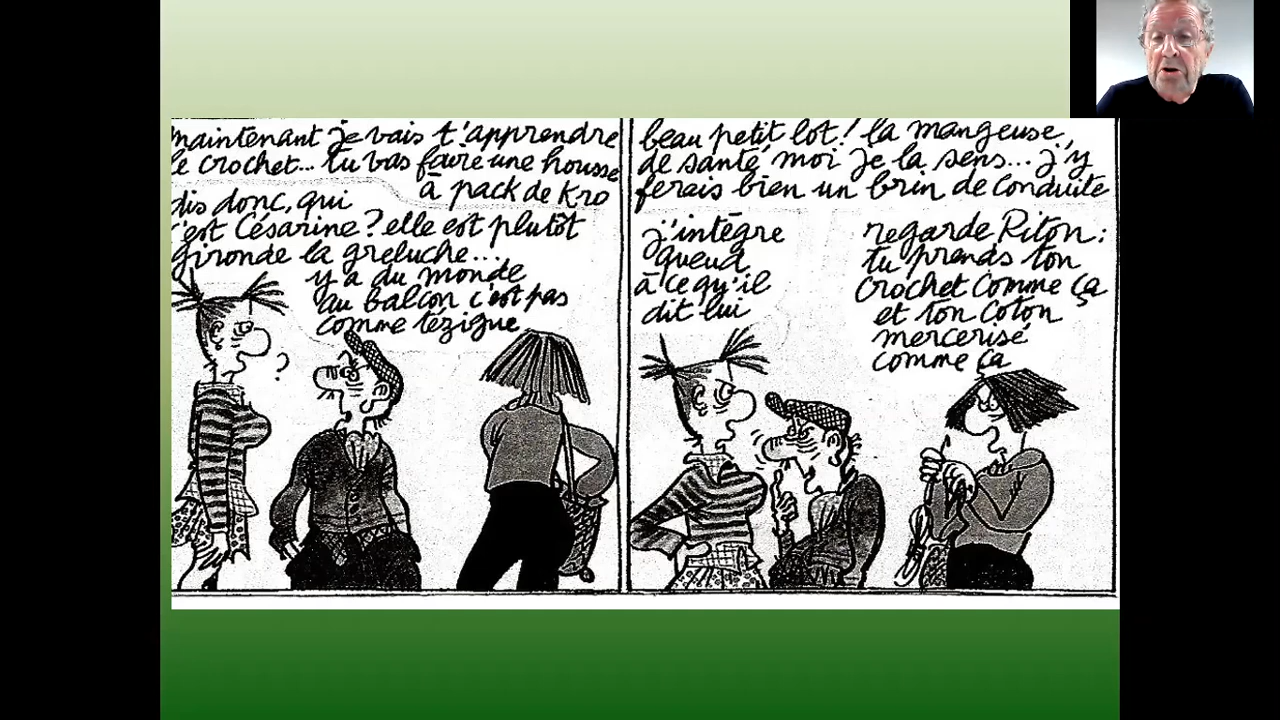 maintenant je vais t'apprendre
le crochet... tu vas faire une housse
à pack de kro
dis donc, qui
c'est Césarine? elle est plutôt
gironde la greluche...
y a du monde
au balcon c'est pas
comme tézigue
?
beau petit lot! la mangeuse,
de santé moi je la sens... j'y
ferais bien un brin de conduite
j'intègre
queud
à ce qu'il
dit lui
regarde Riton:
tu prends ton
crochet comme ça
et ton coton
mercerisé
comme ça